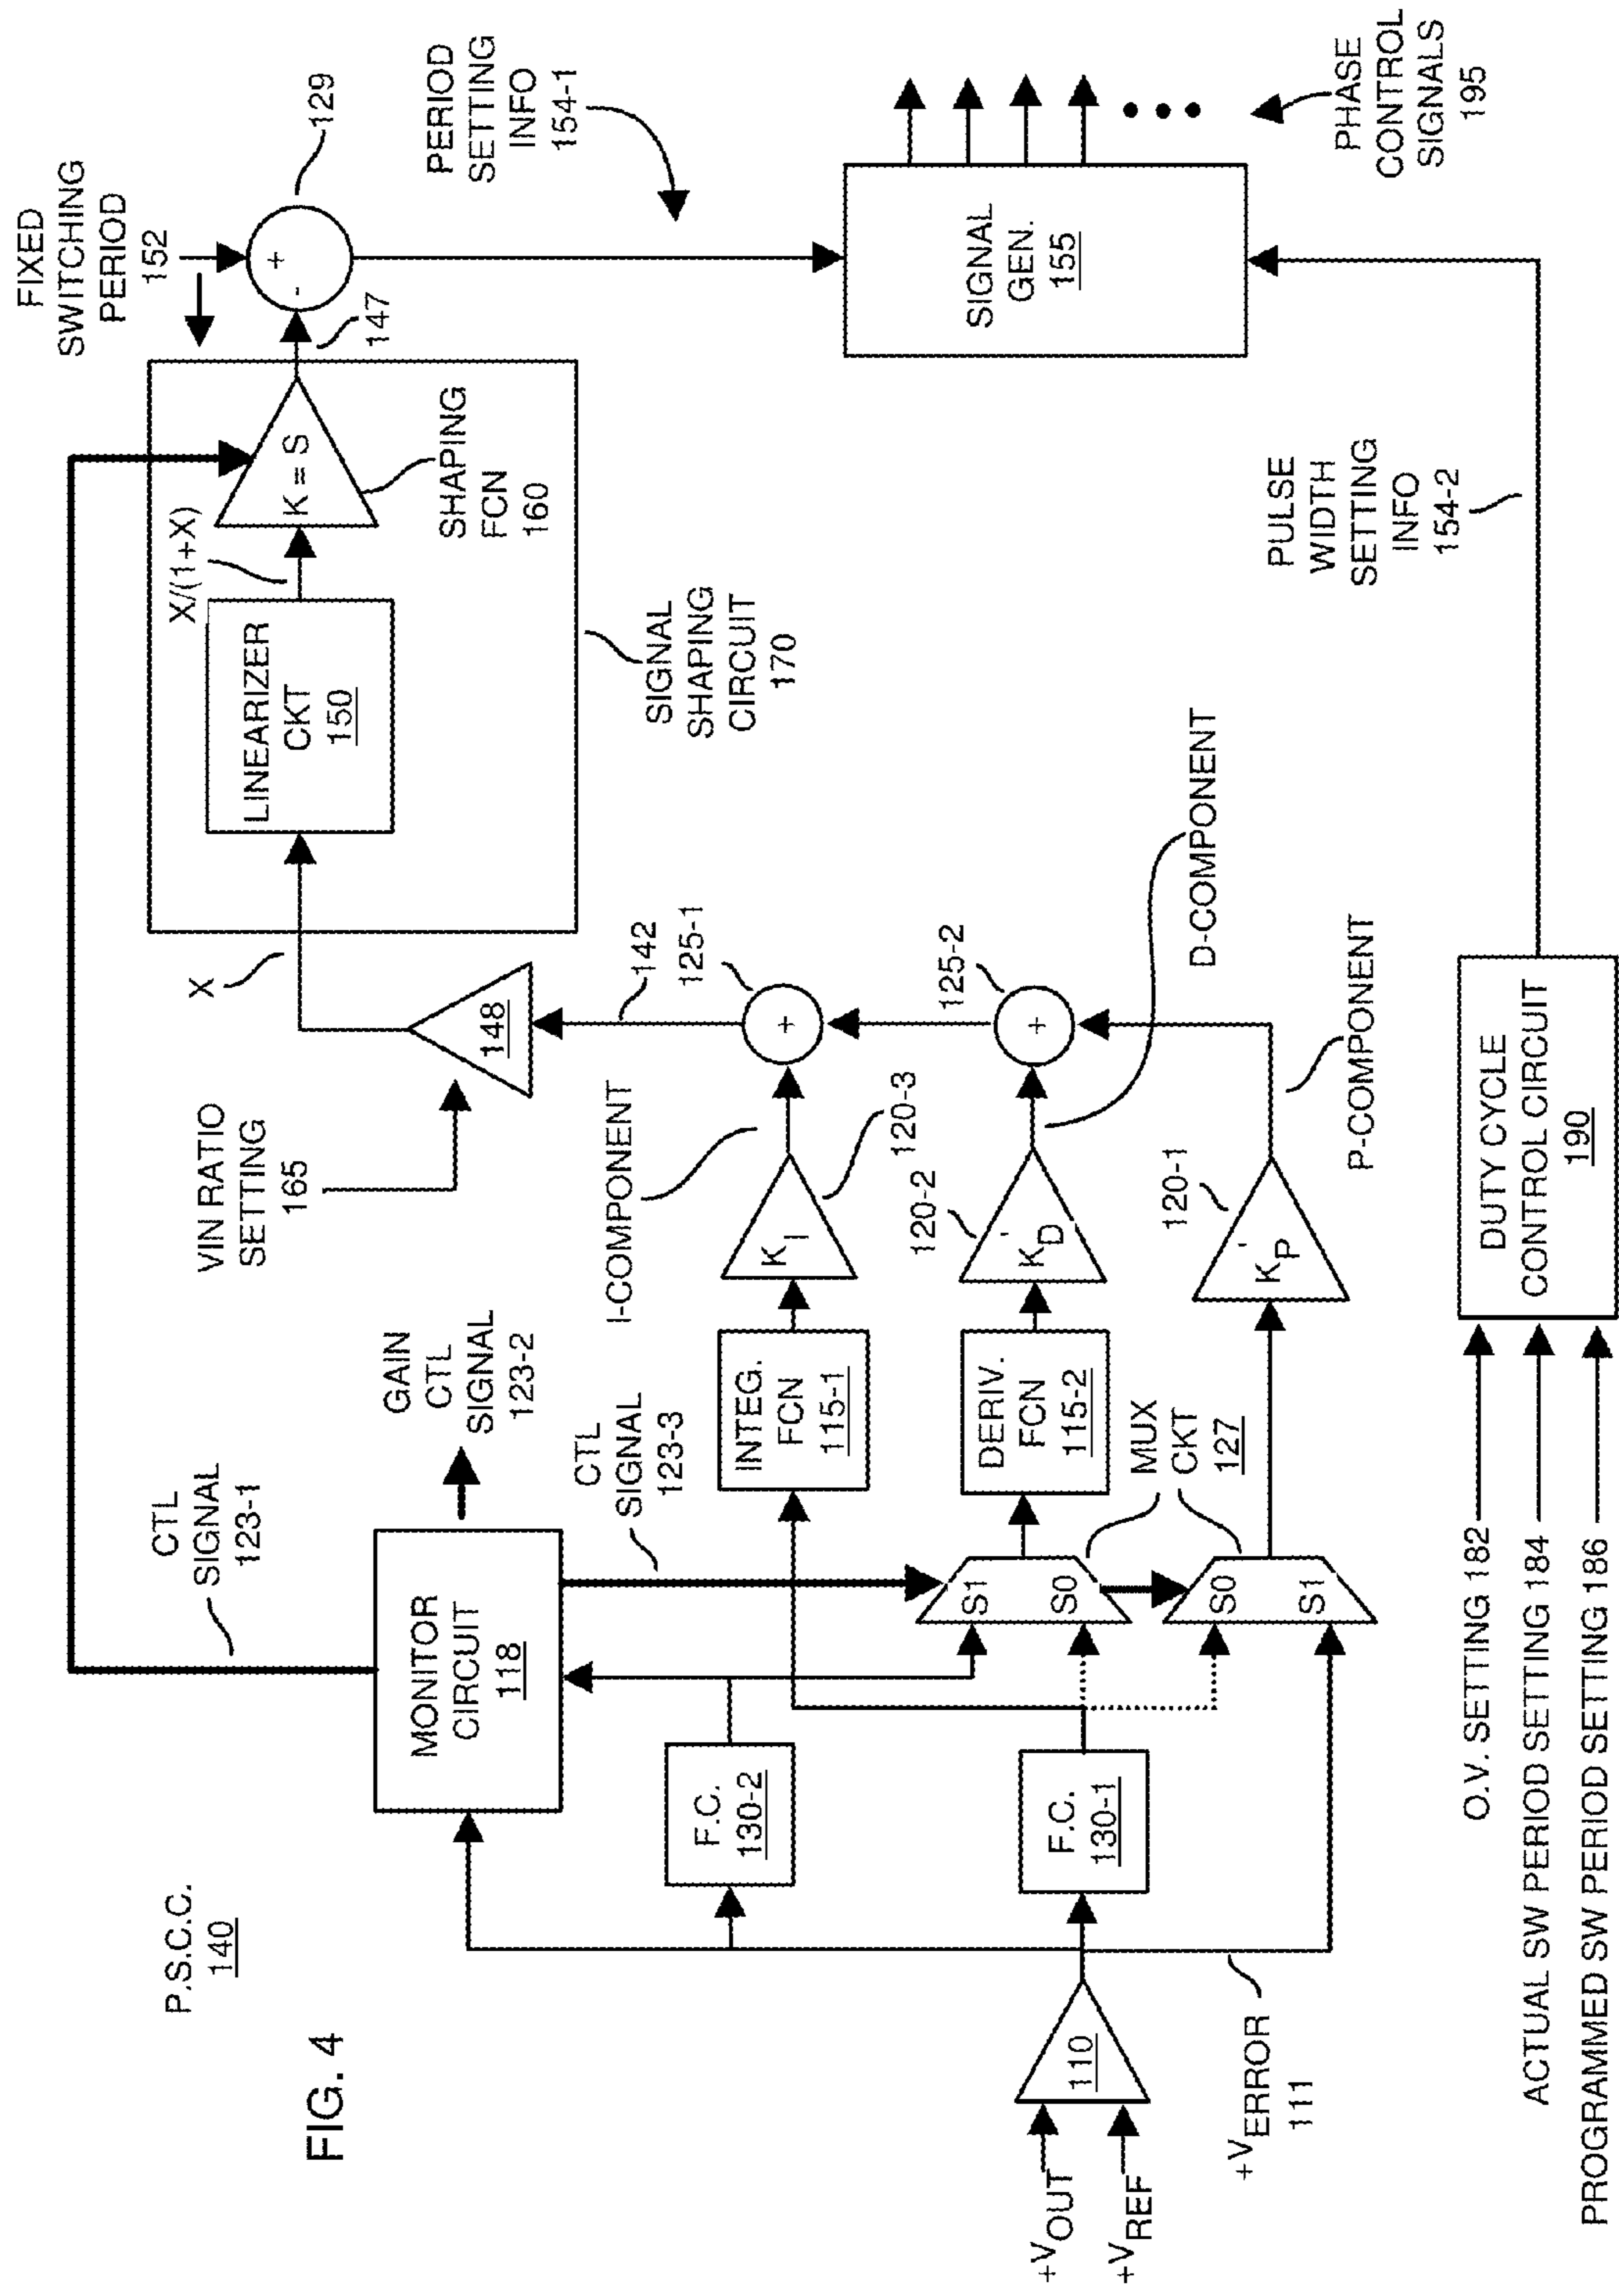 FIG. 4
P.S.C.C.
140
CTL
SIGNAL
123-1
GAIN
CTL
SIGNAL
123-2
CTL
SIGNAL
123-3
MONITOR
CIRCUIT
118
VIN RATIO
SETTING
165
X
148
142
LINEARIZER
CKT
150
X/(1+X)
K = S
SHAPING
FCN
160
SIGNAL
SHAPING
CIRCUIT
170
147
FIXED
SWITCHING
PERIOD
152
+
-
129
PERIOD
SETTING
INFO
154-1
SIGNAL
GEN.
155
PHASE
CONTROL
SIGNALS
195
PULSE
WIDTH
SETTING
INFO
154-2
F.C.
130-2
F.C.
130-1
INTEG.
FCN
115-1
DERIV.
FCN
115-2
MUX
CKT
127
S1
S0
S0
S1
K I
120-3
I-COMPONENT
K'D
120-2
D-COMPONENT
K'P
120-1
P-COMPONENT
+
125-1
+
125-2
+VOUT
+VREF
110
+VERROR
111
O.V. SETTING 182
ACTUAL SW PERIOD SETTING 184
PROGRAMMED SW PERIOD SETTING 186
DUTY CYCLE
CONTROL CIRCUIT
190